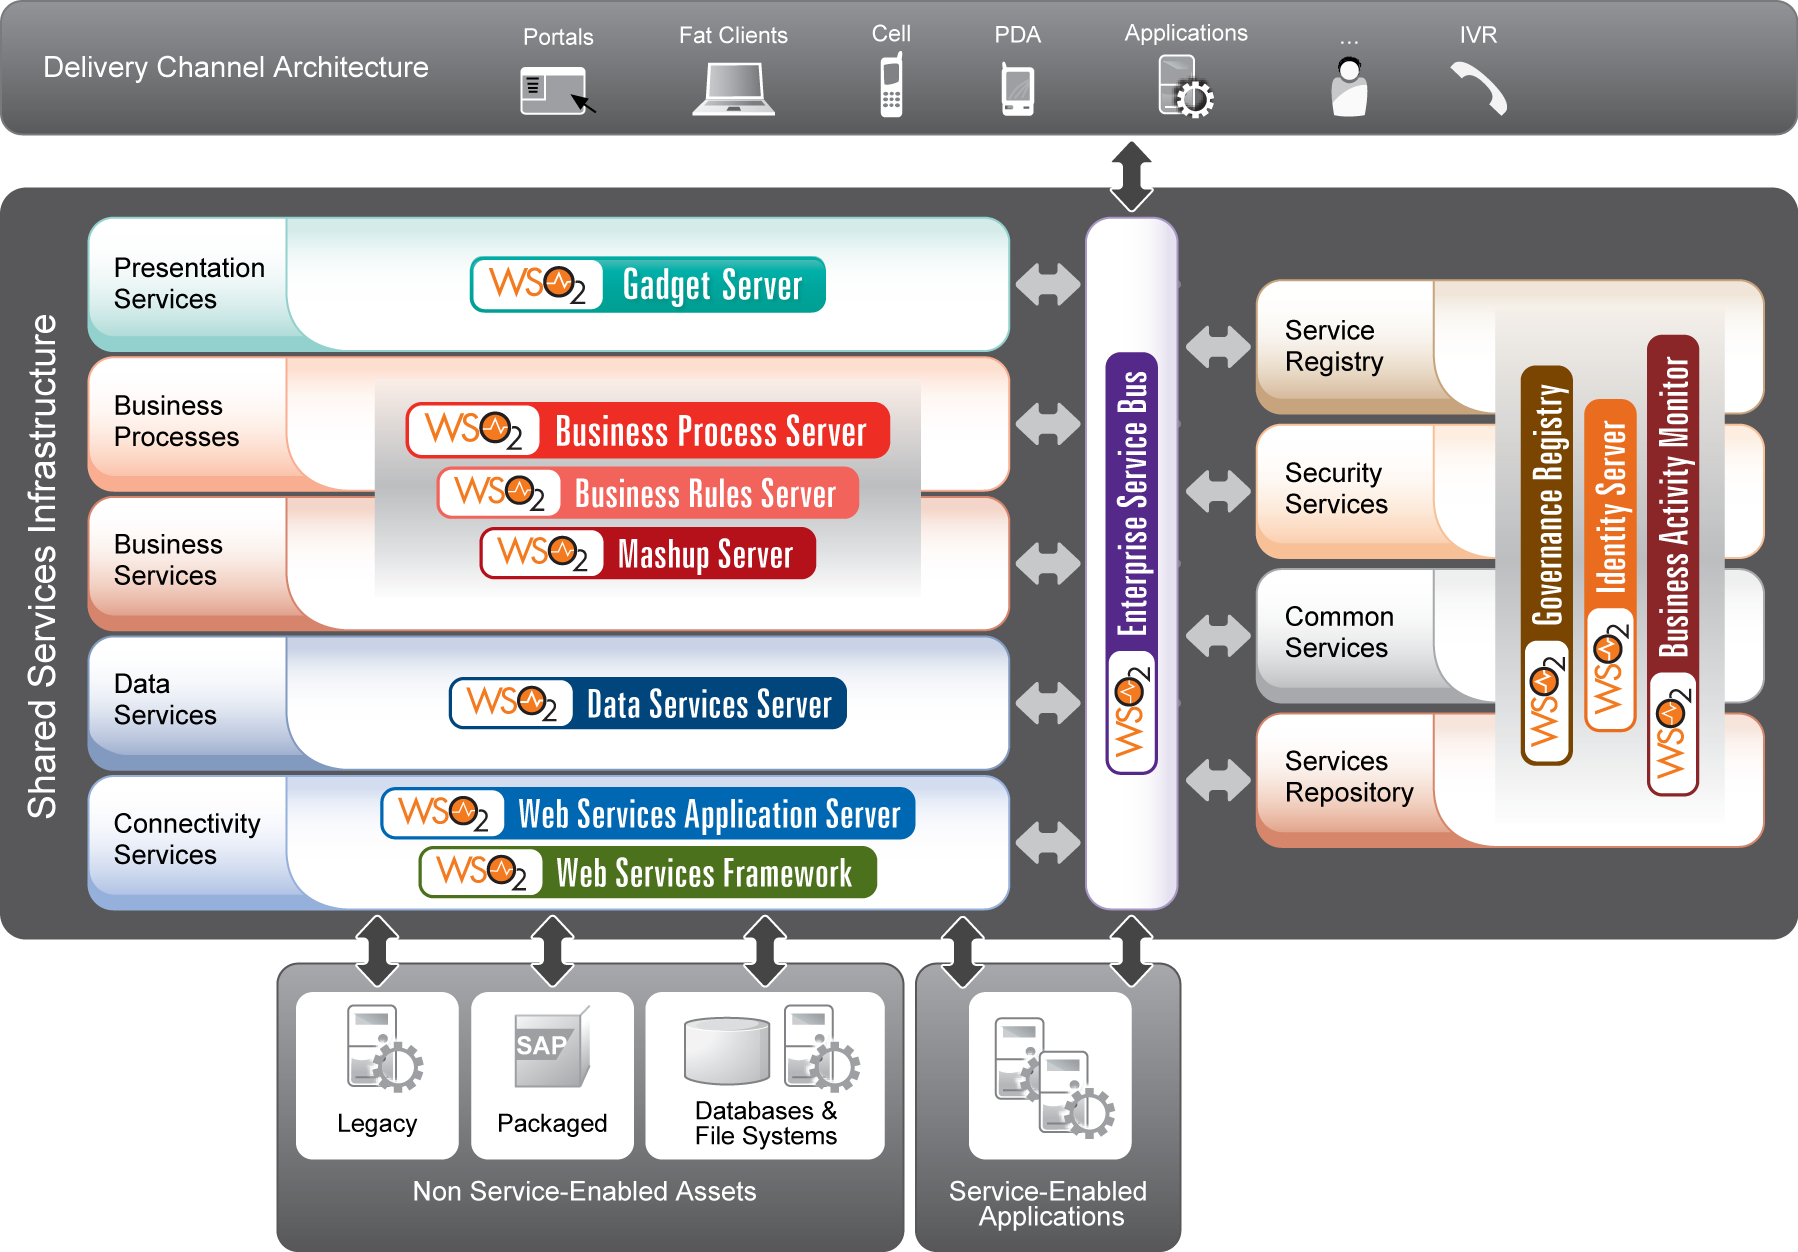 Portals
Fat Clients
Cell
PDA
Applications
...
IVR
Delivery Channel Architecture
Shared Services Infrastructure
Presentation
Services
WSO2 Gadget Server
Business
Processes
WSO2 Business Process Server
WSO2 Business Rules Server
Business
Services
WSO2 Mashup Server
Data
Services
WSO2 Data Services Server
Connectivity
Services
WSO2 Web Services Application Server
WSO2 Web Services Framework
WSO2 Enterprise Service Bus
Service
Registry
Security
Services
Common
Services
Services
Repository
WSO2 Governance Registry
WSO2 Identity Server
WSO2 Business Activity Monitor
Legacy
SAP
Packaged
Databases &
File Systems
Non Service-Enabled Assets
Service-Enabled
Applications